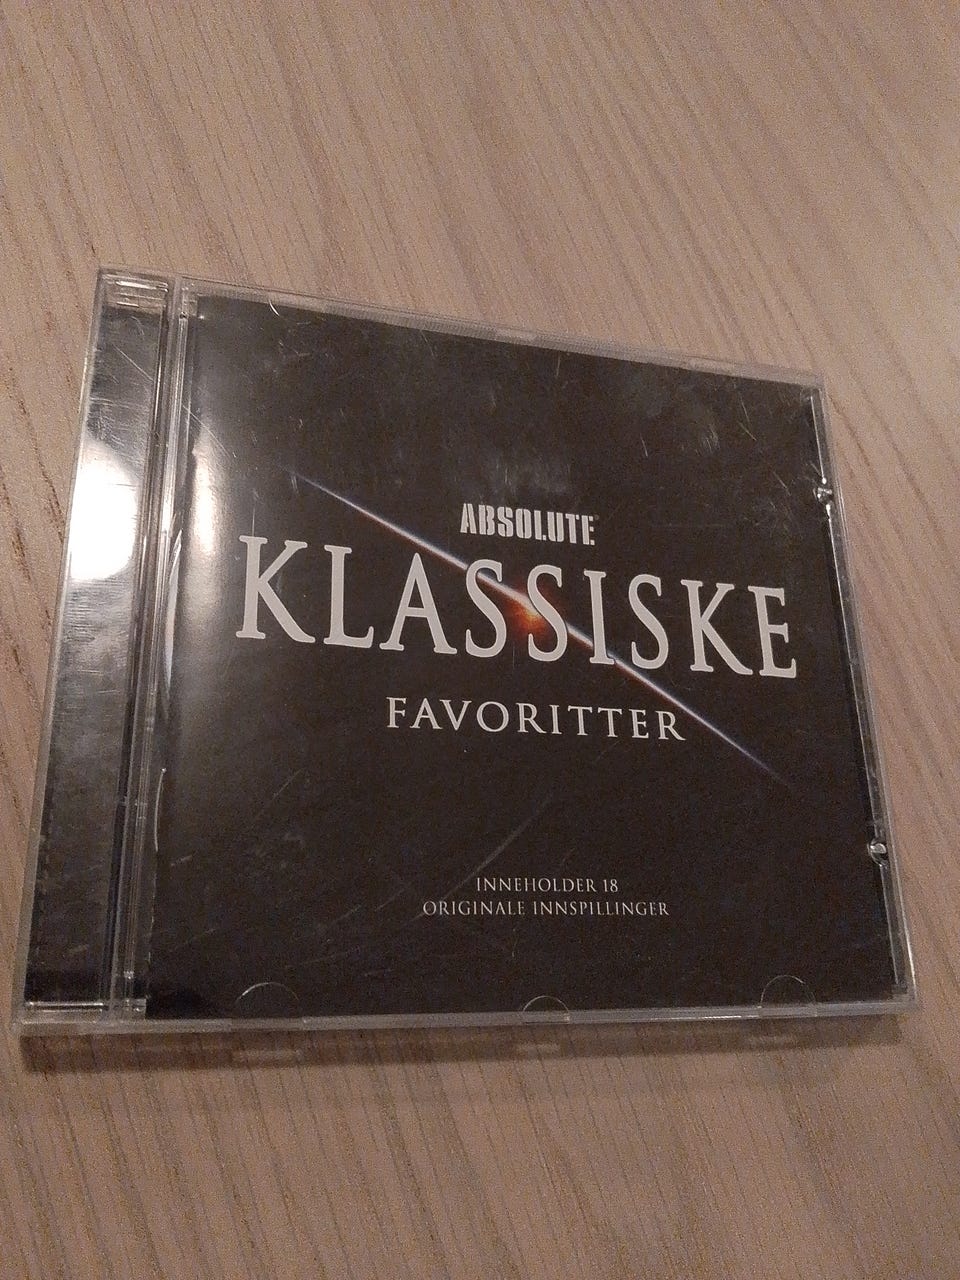 ABSOLUTE
KLASSISKE
FAVORITTER
INNEHOLDER 18
ORIGINALE INNSPILLINGER